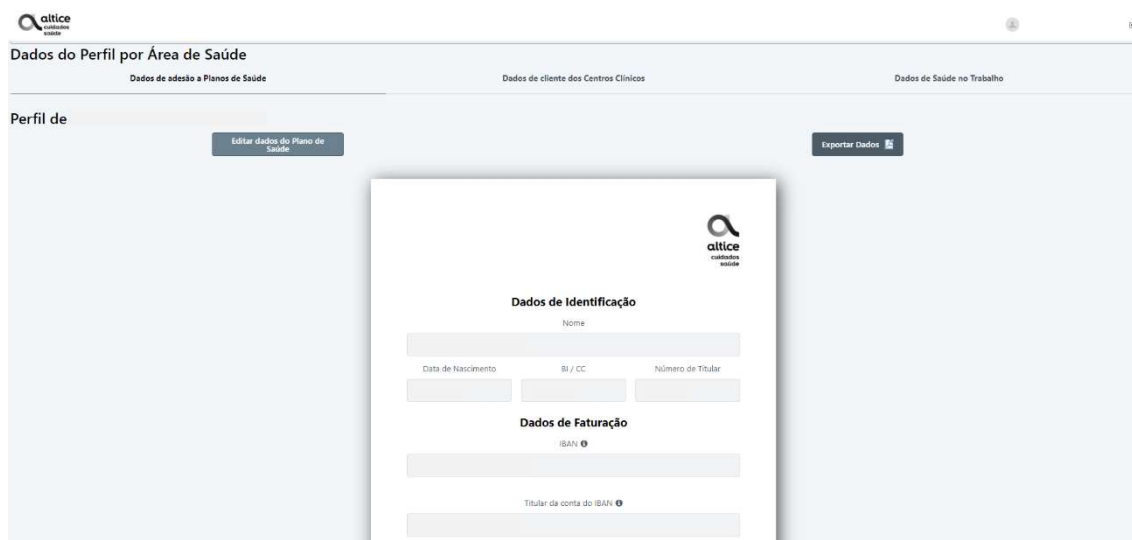 altice
cuidados
saúde
Dados do Perfil por Área de Saúde
Dados de adesão a Planos de Saúde
Dados de cliente dos Centros Clínicos
Dados de Saúde no Trabalho
Perfil de
Editar dados do Plano de
Saúde
Exportar Dados
altice
cuidados
saúde
Dados de Identificação
Nome
Data de Nascimento
BI / CC
Número de Titular
Dados de Faturação
IBAN
Titular da conta do IBAN